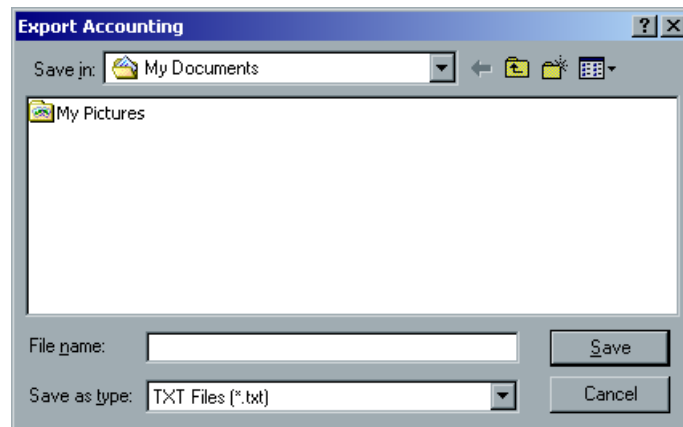 Export Accounting
Save in: My Documents
My Pictures
File name: Save
Save as type: TXT Files (*.txt) Cancel